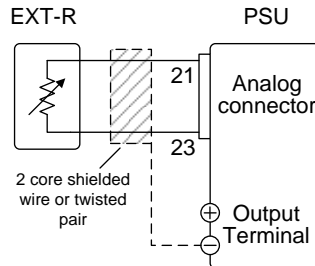 EXT-R
PSU
21
Analog
connector
23
2 core shielded
wire or twisted
pair
Output
Terminal